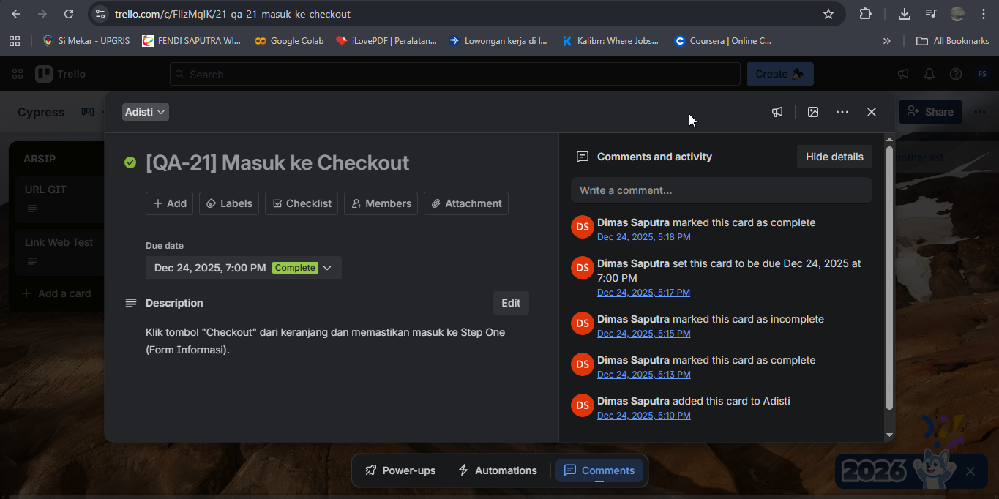 trello.com/c/FIlzMqIK/21-qa-21-masuk-ke-checkout
Si Mekar - UPGRIS
FENDI SAPUTRA WI...
Google Colab
iLovePDF | Peralatan...
Lowongan kerja di I...
Kalibrr: Where Jobs...
Coursera | Online C...
All Bookmarks
Trello
Search
Create
FS
Cypress
Adisti
Share
ARSIP
URL GIT
Link Web Test
Add a card
nother list
[QA-21] Masuk ke Checkout
Add
Labels
Checklist
Members
Attachment
Due date
Dec 24, 2025, 7:00 PM Complete
Description
Edit
Klik tombol "Checkout" dari keranjang dan memastikan masuk ke Step One
(Form Informasi).
Comments and activity
Hide details
Write a comment...
DS
Dimas Saputra marked this card as complete
Dec 24, 2025, 5:18 PM
DS
Dimas Saputra set this card to be due Dec 24, 2025 at
7:00 PM
Dec 24, 2025, 5:17 PM
DS
Dimas Saputra marked this card as incomplete
Dec 24, 2025, 5:15 PM
DS
Dimas Saputra marked this card as complete
Dec 24, 2025, 5:13 PM
DS
Dimas Saputra added this card to Adisti
Dec 24, 2025, 5:10 PM
Power-ups
Automations
Comments
2026